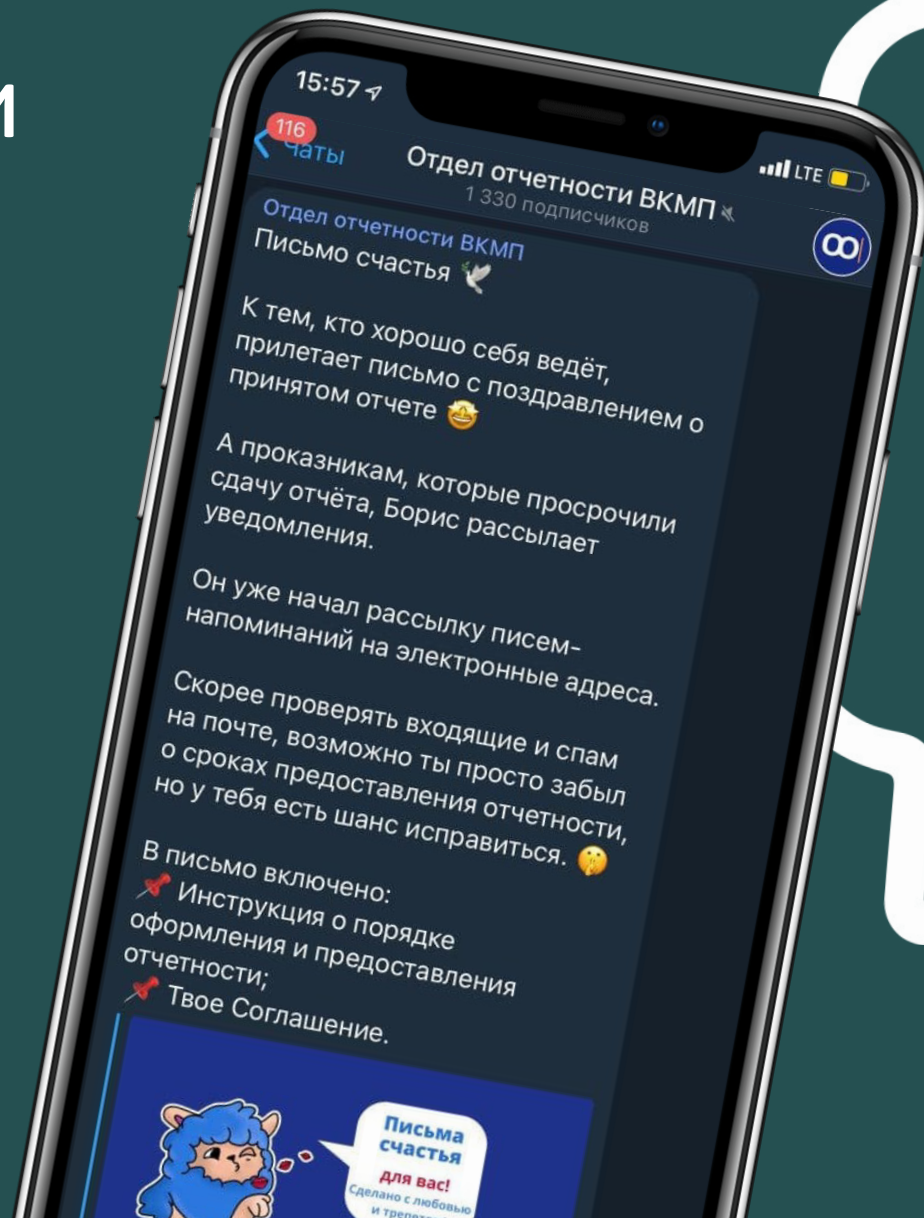 И
15:57
116
Чаты
Отдел отчетности ВКМП
1 330 подписчиков
LTE
Отдел отчетности ВКМП
Письмо счастья 🕊
К тем, кто хорошо себя ведёт,
прилетает письмо с поздравлением о
принятом отчете 🤩
А проказникам, которые просрочили
сдачу отчёта, Борис рассылает
уведомления.
Он уже начал рассылку писем-
напоминаний на электронные адреса.
Скорее проверять входящие и спам
на почте, возможно ты просто забыл
о сроках предоставления отчетности,
но у тебя есть шанс исправиться. 🤫
В письмо включено:
📌 Инструкция о порядке
оформления и предоставления
отчетности;
📌 Твое Соглашение.
Письма
счастья
для вас!
Сделано с любовью
и